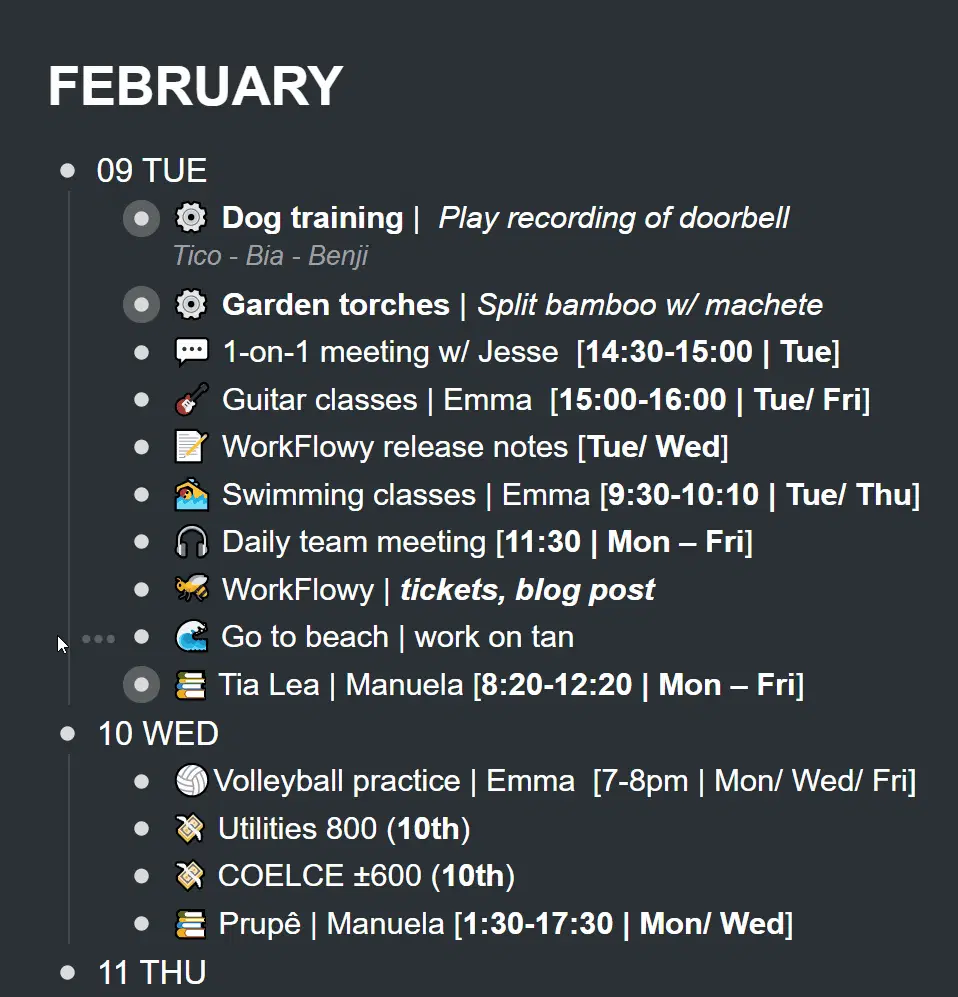 FEBRUARY
09 TUE
Dog training | Play recording of doorbell
Tico - Bia - Benji
Garden torches | Split bamboo w/ machete
1-on-1 meeting w/ Jesse [14:30-15:00 | Tue]
Guitar classes | Emma [15:00-16:00 | Tue/ Fri]
WorkFlowy release notes [Tue/ Wed]
Swimming classes | Emma [9:30-10:10 | Tue/ Thu]
Daily team meeting [11:30 | Mon – Fri]
WorkFlowy | tickets, blog post
Go to beach | work on tan
Tia Lea | Manuela [8:20-12:20 | Mon – Fri]
10 WED
Volleyball practice | Emma [7-8pm | Mon/ Wed/ Fri]
Utilities 800 (10th)
COELCE ±600 (10th)
Prupê | Manuela [1:30-17:30 | Mon/ Wed]
11 THU